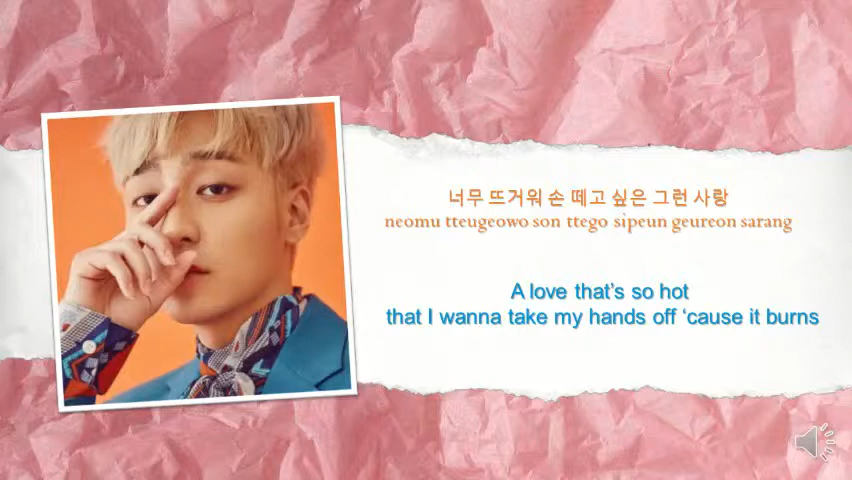 너무 뜨거워 손 떼고 싶은 그런 사랑
neomu tteugeowo son ttego sipeun geureon sarang
A love that’s so hot
that I wanna take my hands off ‘cause it burns